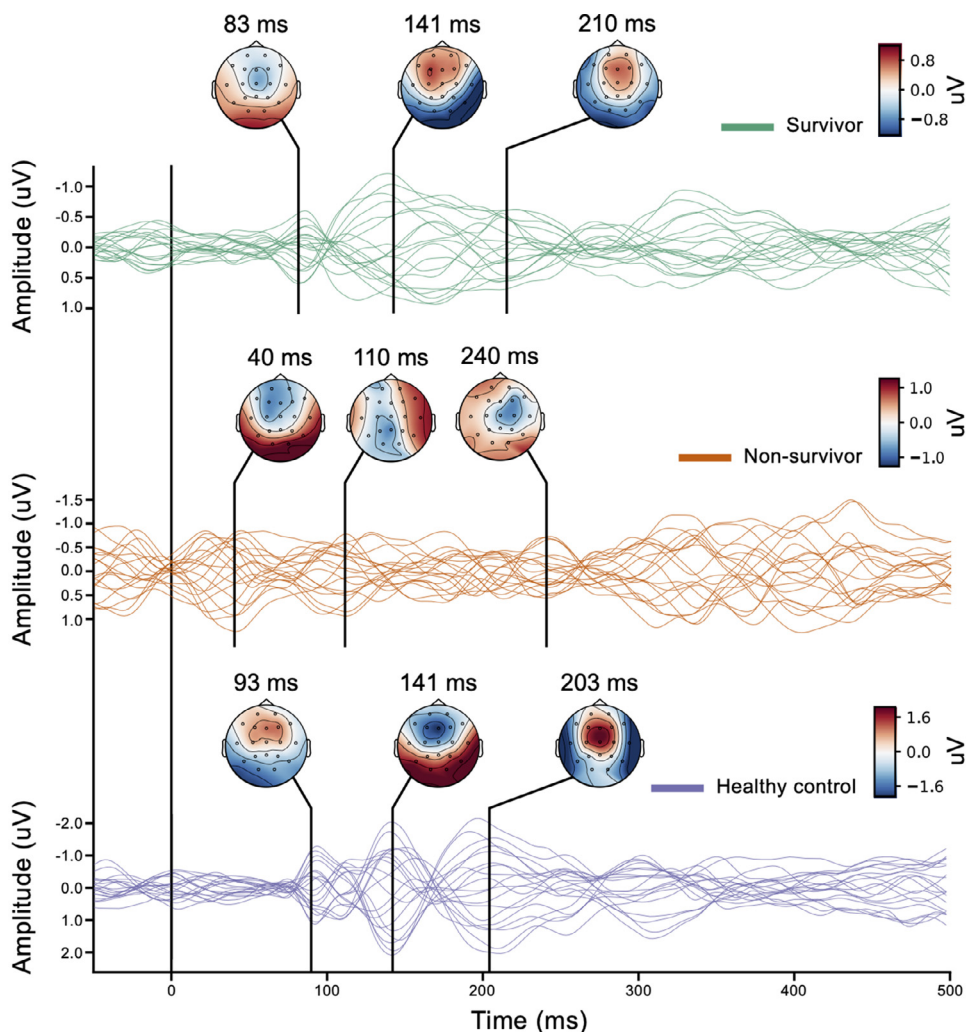 83 ms 141 ms 210 ms
0.8
0.0
−0.8
uV
Survivor
Amplitude (uV)
-1.0
-0.5
0.0
0.5
1.0
40 ms 110 ms 240 ms
1.0
0.0
−1.0
uV
Non-survivor
Amplitude (uV)
-1.5
-1.0
-0.5
0.0
0.5
1.0
93 ms 141 ms 203 ms
1.6
0.0
−1.6
uV
Healthy control
Amplitude (uV)
-2.0
-1.0
0.0
1.0
2.0
0 100 200 300 400 500
Time (ms)